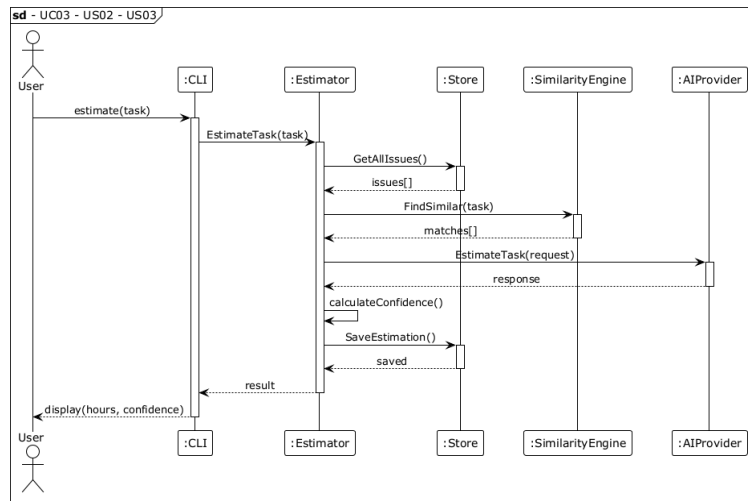 sd - UC03 - US02 - US03
User
:CLI
:Estimator
:Store
:SimilarityEngine
:AIProvider
estimate(task)
EstimateTask(task)
GetAllIssues()
issues[]
FindSimilar(task)
matches[]
EstimateTask(request)
response
calculateConfidence()
SaveEstimation()
saved
result
display(hours, confidence)
User
:CLI
:Estimator
:Store
:SimilarityEngine
:AIProvider